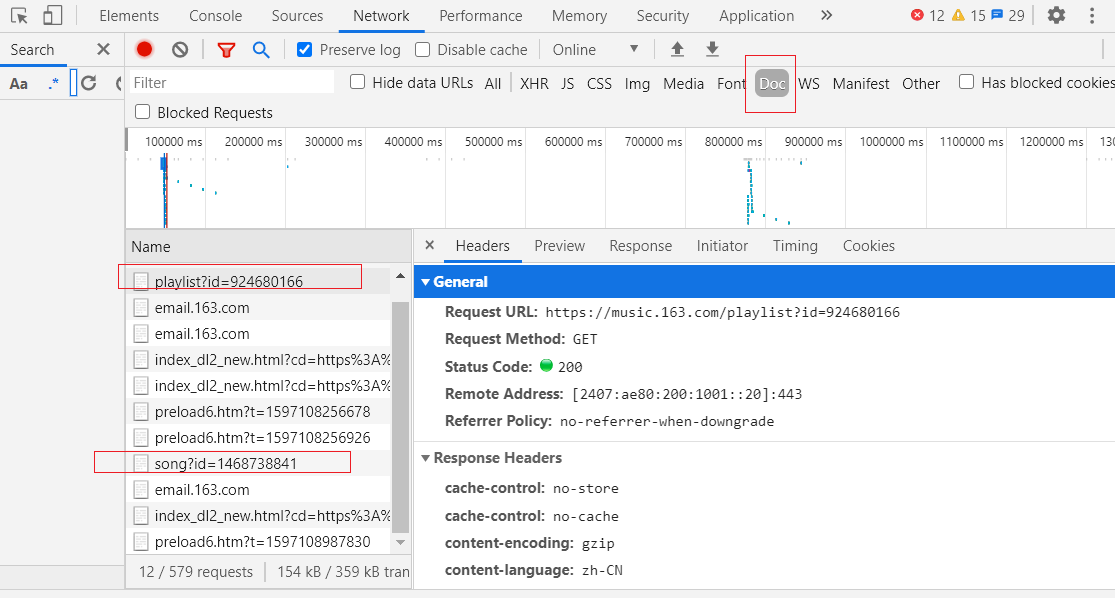 Elements Console Sources Network Performance Memory Security Application » 12 15 29
Search Preserve log Disable cache Online
Aa .* Filter Hide data URLs All XHR JS CSS Img Media Font Doc WS Manifest Other Has blocked cookies
Blocked Requests
100000 ms 200000 ms 300000 ms 400000 ms 500000 ms 600000 ms 700000 ms 800000 ms 900000 ms 1000000 ms 1100000 ms 1200000 ms 130
Name
playlist?id=924680166
email.163.com
email.163.com
index_dl2_new.html?cd=https%3A%
index_dl2_new.html?cd=https%3A%
preload6.htm?t=1597108256678
preload6.htm?t=1597108256926
song?id=1468738841
email.163.com
index_dl2_new.html?cd=https%3A%
preload6.htm?t=1597108987830
12 / 579 requests 154 kB / 359 kB tran
× Headers Preview Response Initiator Timing Cookies
General
Request URL: https://music.163.com/playlist?id=924680166
Request Method: GET
Status Code: 200
Remote Address: [2407:ae80:200:1001::20]:443
Referrer Policy: no-referrer-when-downgrade
Response Headers
cache-control: no-store
cache-control: no-cache
content-encoding: gzip
content-language: zh-CN